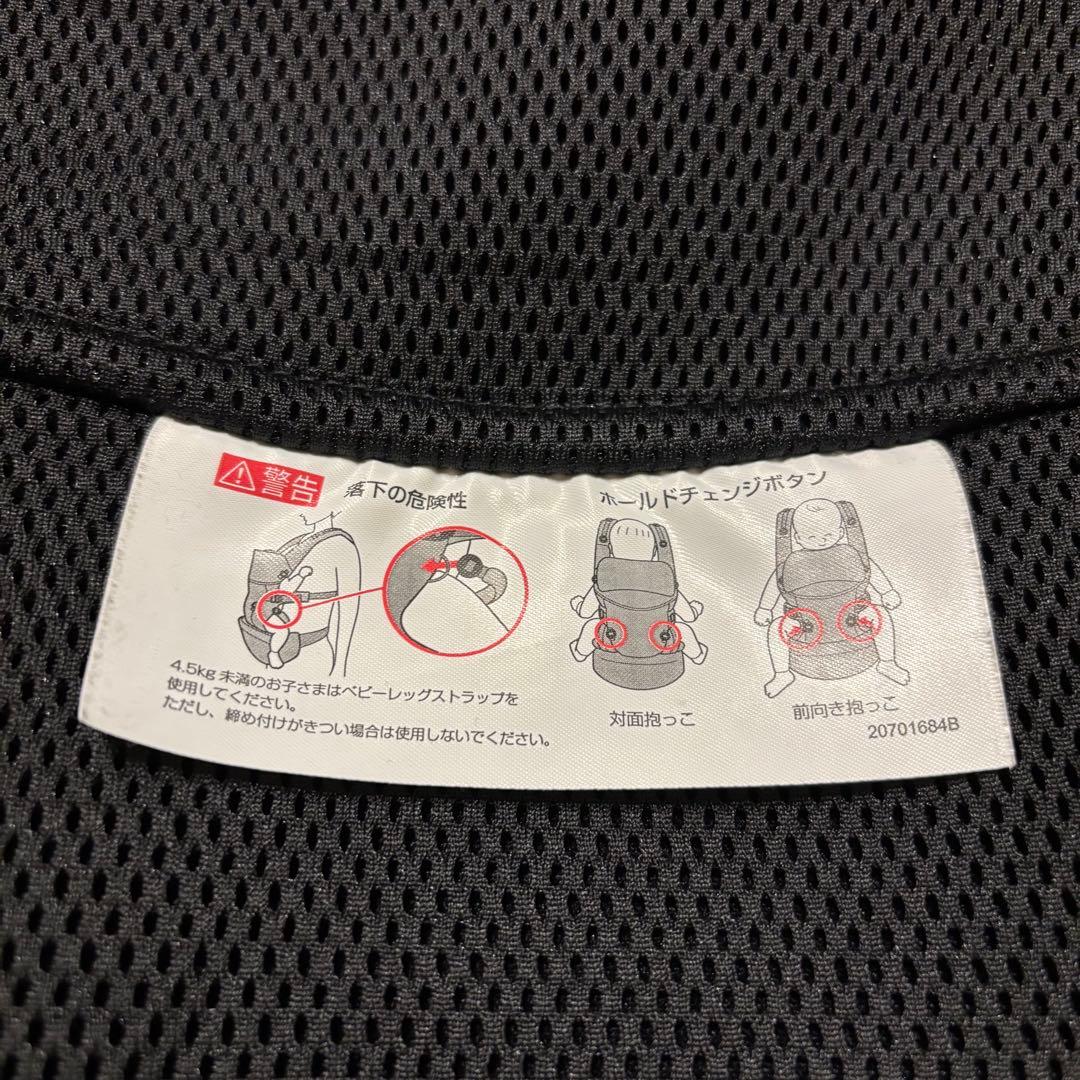 警告 落下の危険性
4.5kg 未満のお子さまはベビーレッグストラップを
使用してください。
ただし、締め付けがきつい場合は使用しないでください。
ホールドチェンジボタン
対面抱っこ
前向き抱っこ
20701684B